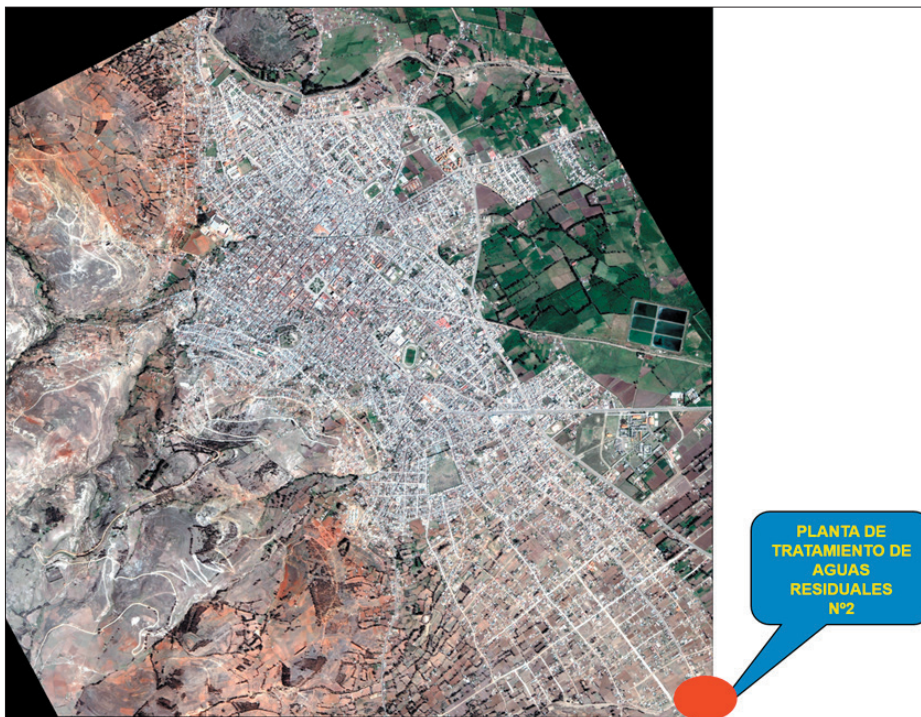 PLANTA DE
TRATAMIENTO DE
AGUAS
RESIDUALES
Nº2